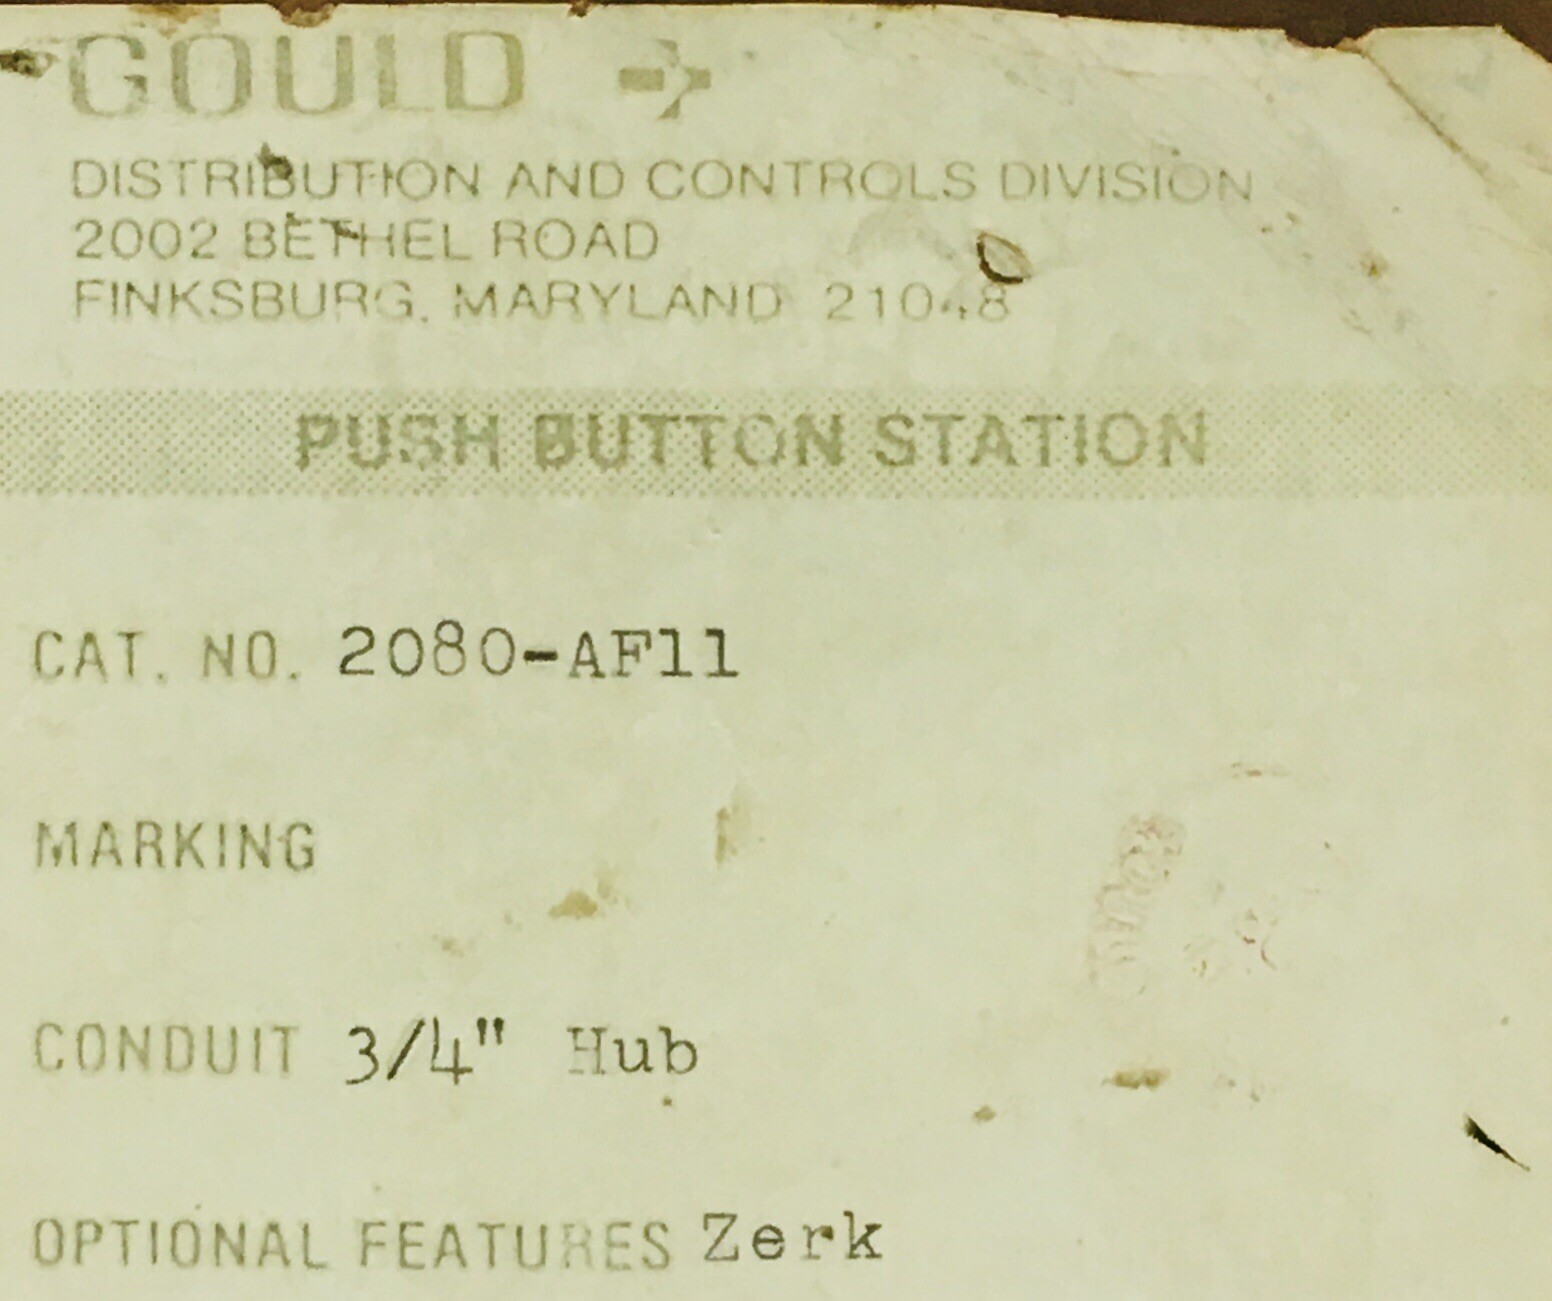 GOULD
DISTRIBUTION AND CONTROLS DIVISION
2002 BETHEL ROAD
FINKSBURG, MARYLAND 21048
PUSH BUTTON STATION
CAT. NO. 2080-AF11
MARKING
CONDUIT 3/4" Hub
OPTIONAL FEATURES Zerk